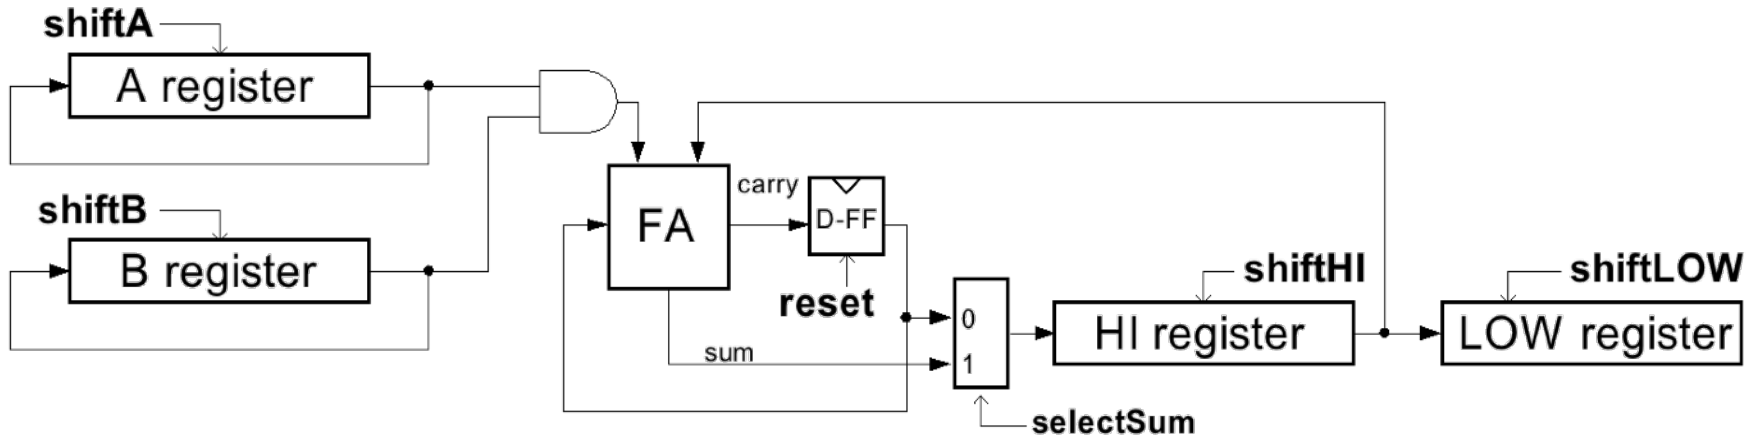 shiftA
A register
shiftB
B register
FA
carry
D-FF
reset
sum
0
1
selectSum
shiftHI
HI register
shiftLOW
LOW register